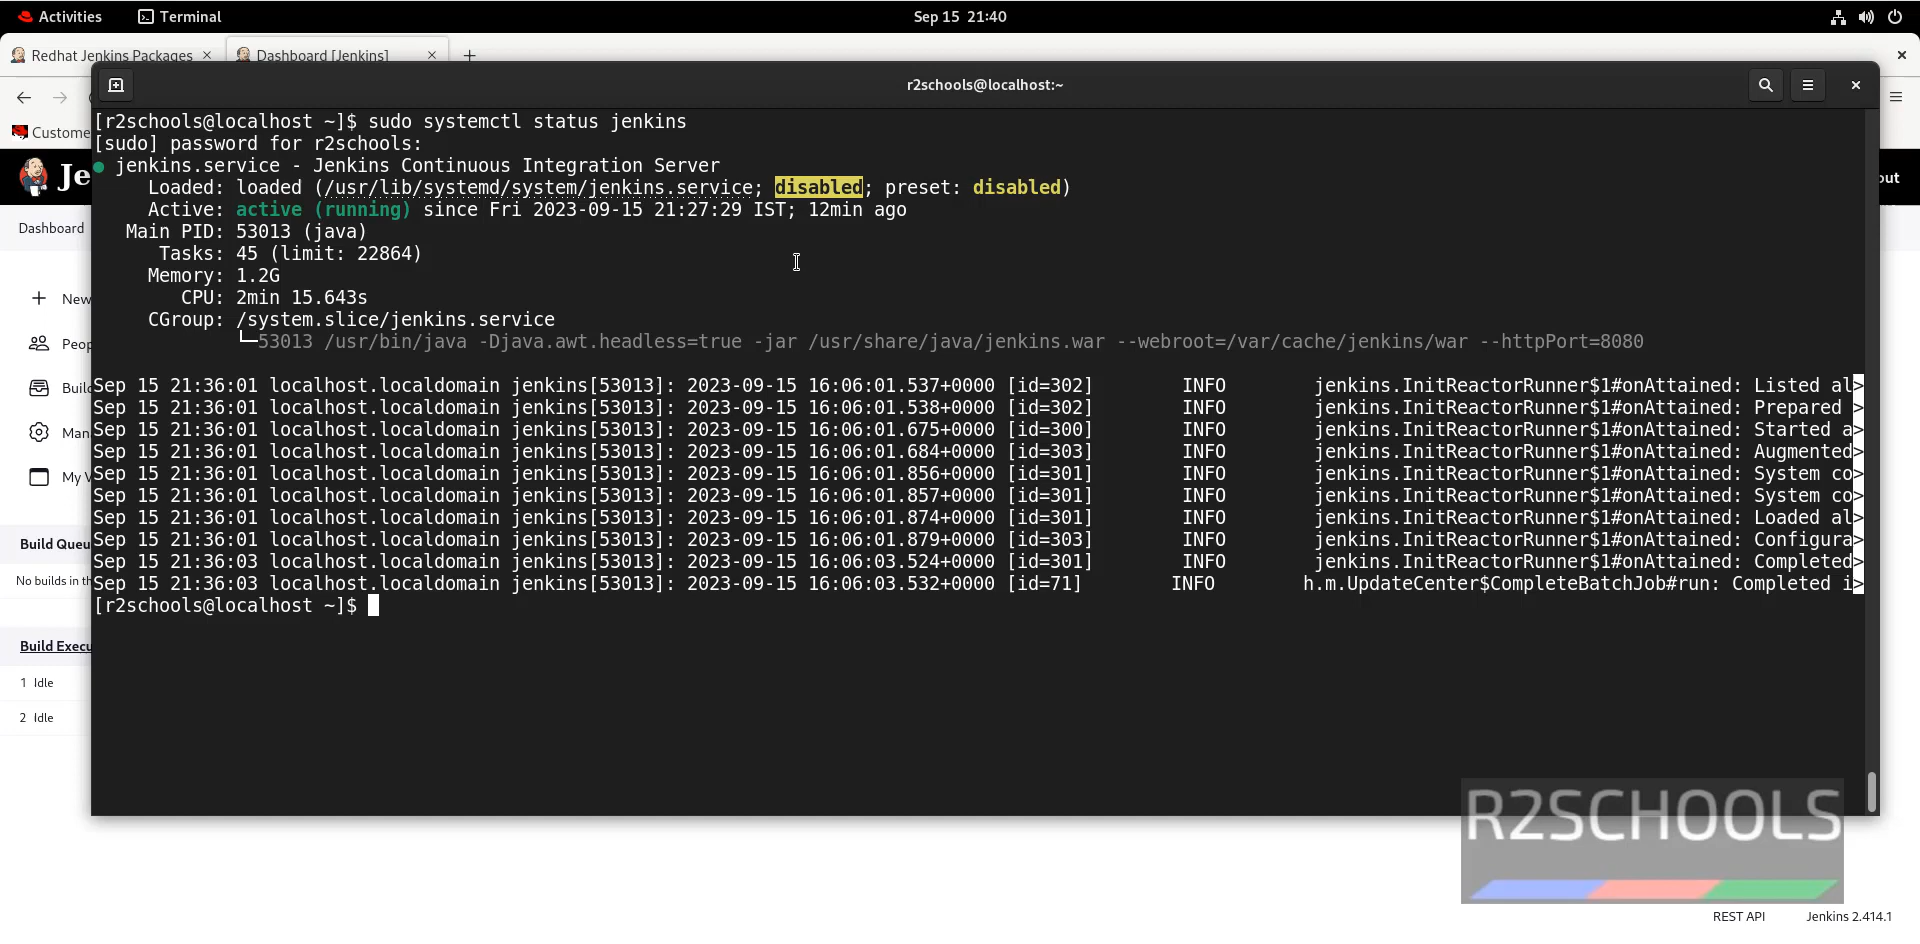 Activities
Terminal
Sep 15 21:40
Redhat Jenkins Packages
Dashboard [Jenkins]
r2schools@localhost:~
Custome
Je
out
Dashboard
New
Peop
Build
Man
My V
Build Queu
No builds in th
Build Execu
1 Idle
2 Idle
[r2schools@localhost ~]$ sudo systemctl status jenkins
[sudo] password for r2schools:
● jenkins.service - Jenkins Continuous Integration Server
Loaded: loaded (/usr/lib/systemd/system/jenkins.service; disabled; preset: disabled)
Active: active (running) since Fri 2023-09-15 21:27:29 IST; 12min ago
Main PID: 53013 (java)
Tasks: 45 (limit: 22864)
Memory: 1.2G
CPU: 2min 15.643s
CGroup: /system.slice/jenkins.service
└─53013 /usr/bin/java -Djava.awt.headless=true -jar /usr/share/java/jenkins.war --webroot=/var/cache/jenkins/war --httpPort=8080
Sep 15 21:36:01 localhost.localdomain jenkins[53013]: 2023-09-15 16:06:01.537+0000 [id=302] INFO jenkins.InitReactorRunner$1#onAttained: Listed al>
Sep 15 21:36:01 localhost.localdomain jenkins[53013]: 2023-09-15 16:06:01.538+0000 [id=302] INFO jenkins.InitReactorRunner$1#onAttained: Prepared >
Sep 15 21:36:01 localhost.localdomain jenkins[53013]: 2023-09-15 16:06:01.675+0000 [id=300] INFO jenkins.InitReactorRunner$1#onAttained: Started a>
Sep 15 21:36:01 localhost.localdomain jenkins[53013]: 2023-09-15 16:06:01.684+0000 [id=303] INFO jenkins.InitReactorRunner$1#onAttained: Augmented>
Sep 15 21:36:01 localhost.localdomain jenkins[53013]: 2023-09-15 16:06:01.856+0000 [id=301] INFO jenkins.InitReactorRunner$1#onAttained: System co>
Sep 15 21:36:01 localhost.localdomain jenkins[53013]: 2023-09-15 16:06:01.857+0000 [id=301] INFO jenkins.InitReactorRunner$1#onAttained: System co>
Sep 15 21:36:01 localhost.localdomain jenkins[53013]: 2023-09-15 16:06:01.874+0000 [id=301] INFO jenkins.InitReactorRunner$1#onAttained: Loaded al>
Sep 15 21:36:01 localhost.localdomain jenkins[53013]: 2023-09-15 16:06:01.879+0000 [id=303] INFO jenkins.InitReactorRunner$1#onAttained: Configura>
Sep 15 21:36:03 localhost.localdomain jenkins[53013]: 2023-09-15 16:06:03.524+0000 [id=301] INFO jenkins.InitReactorRunner$1#onAttained: Completed>
Sep 15 21:36:03 localhost.localdomain jenkins[53013]: 2023-09-15 16:06:03.532+0000 [id=71] INFO h.m.UpdateCenter$CompleteBatchJob#run: Completed i>
[r2schools@localhost ~]$
R2SCHOOLS
REST API
Jenkins 2.414.1